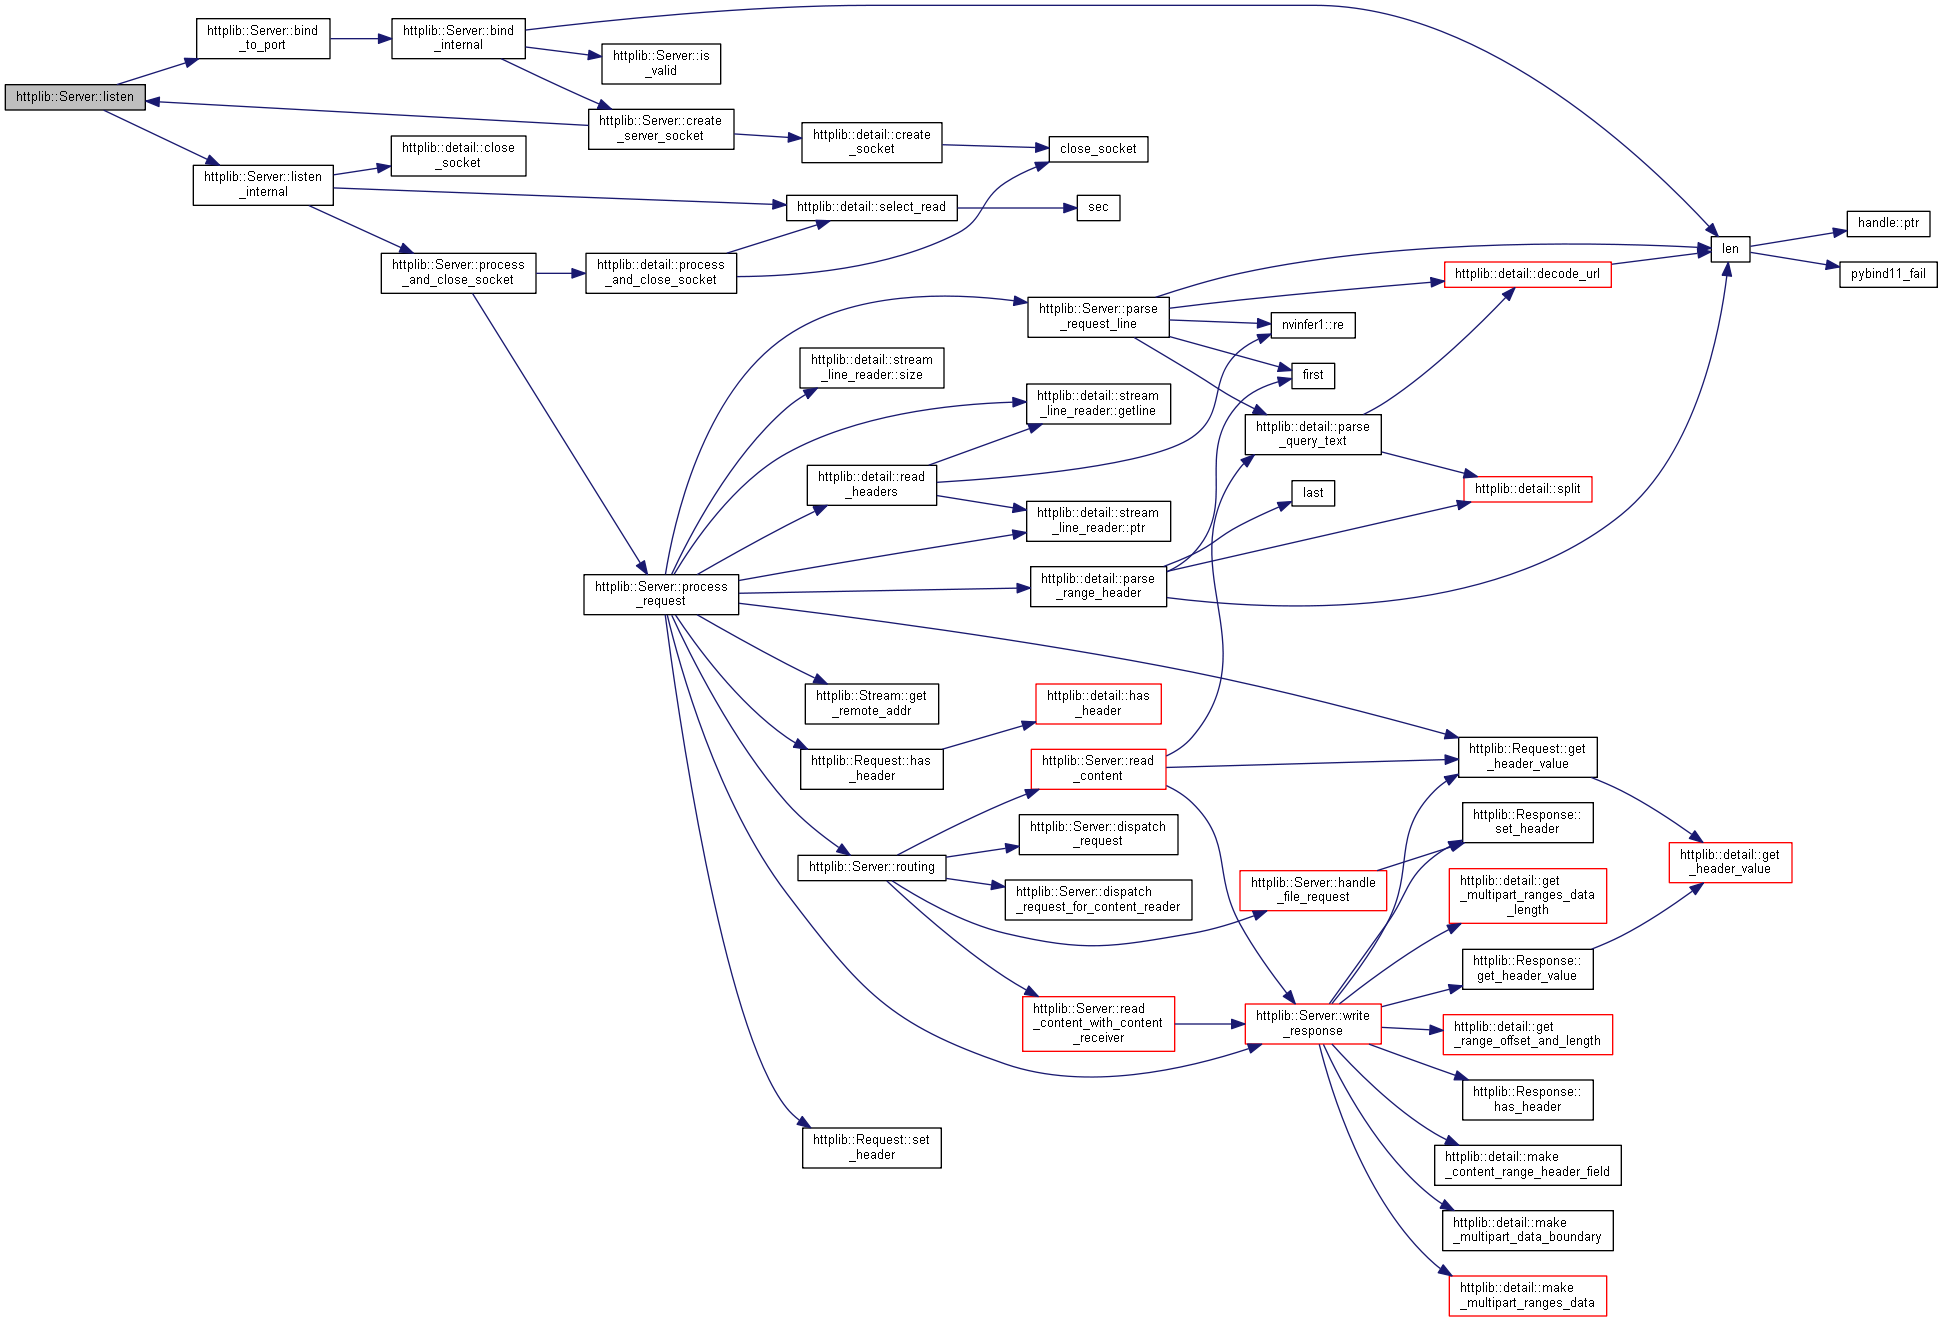 httplib::Server::listen
httplib::Server::bind
_to_port
httplib::Server::bind
_internal
httplib::Server::is
_valid
httplib::Server::create
_server_socket
httplib::detail::create
_socket
close_socket
httplib::detail::close
_socket
httplib::Server::listen
_internal
httplib::detail::select_read
sec
httplib::Server::process
_and_close_socket
httplib::detail::process
_and_close_socket
len
handle::ptr
pybind11_fail
httplib::Server::parse
_request_line
httplib::detail::decode_url
nvinfer1::re
first
httplib::detail::stream
_line_reader::size
httplib::detail::stream
_line_reader::getline
httplib::detail::parse
_query_text
httplib::detail::read
_headers
last
httplib::detail::split
httplib::detail::stream
_line_reader::ptr
httplib::Server::process
_request
httplib::detail::parse
_range_header
httplib::Stream::get
_remote_addr
httplib::detail::has
_header
httplib::Request::has
_header
httplib::Server::read
_content
httplib::Request::get
_header_value
httplib::Response::
set_header
httplib::Server::dispatch
_request
httplib::Server::routing
httplib::detail::get
_header_value
httplib::Server::dispatch
_request_for_content_reader
httplib::Server::handle
_file_request
httplib::detail::get
_multipart_ranges_data
_length
httplib::Response::
get_header_value
httplib::Server::read
_content_with_content
_receiver
httplib::Server::write
_response
httplib::detail::get
_range_offset_and_length
httplib::Response::
has_header
httplib::Request::set
_header
httplib::detail::make
_content_range_header_field
httplib::detail::make
_multipart_data_boundary
httplib::detail::make
_multipart_ranges_data